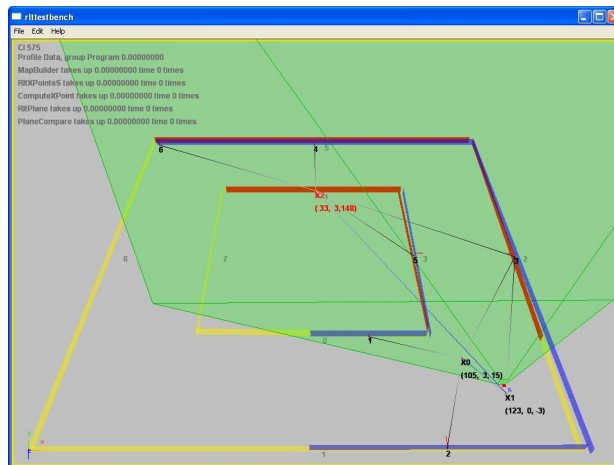 rlttestbench
File Edit Help
CI 575
Profile Data, group Program 0.00000000
MapBuilder takes up 0.00000000 time 0 times
RltXPointsS takes up 0.00000000 time 0 times
ComputeXPoint takes up 0.00000000 time 0 times
RltPlane takes up 0.00000000 time 0 times
PlaneCompare takes up 0.00000000 time 0 times
6 4 5
X2
( 33, 3,148)
6 7 5 3 3 2
8 1
X0
(105, 3, 15)
X1
(123, 0, -3)
1 2
x